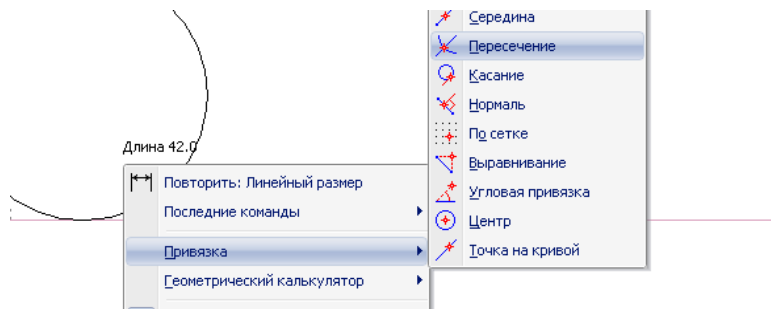 Середина
Пересечение
Касание
Нормаль
По сетке
Выравнивание
Угловая привязка
Центр
Точка на кривой
Длина 42.0
Повторить: Линейный размер
Последние команды
Привязка
Геометрический калькулятор